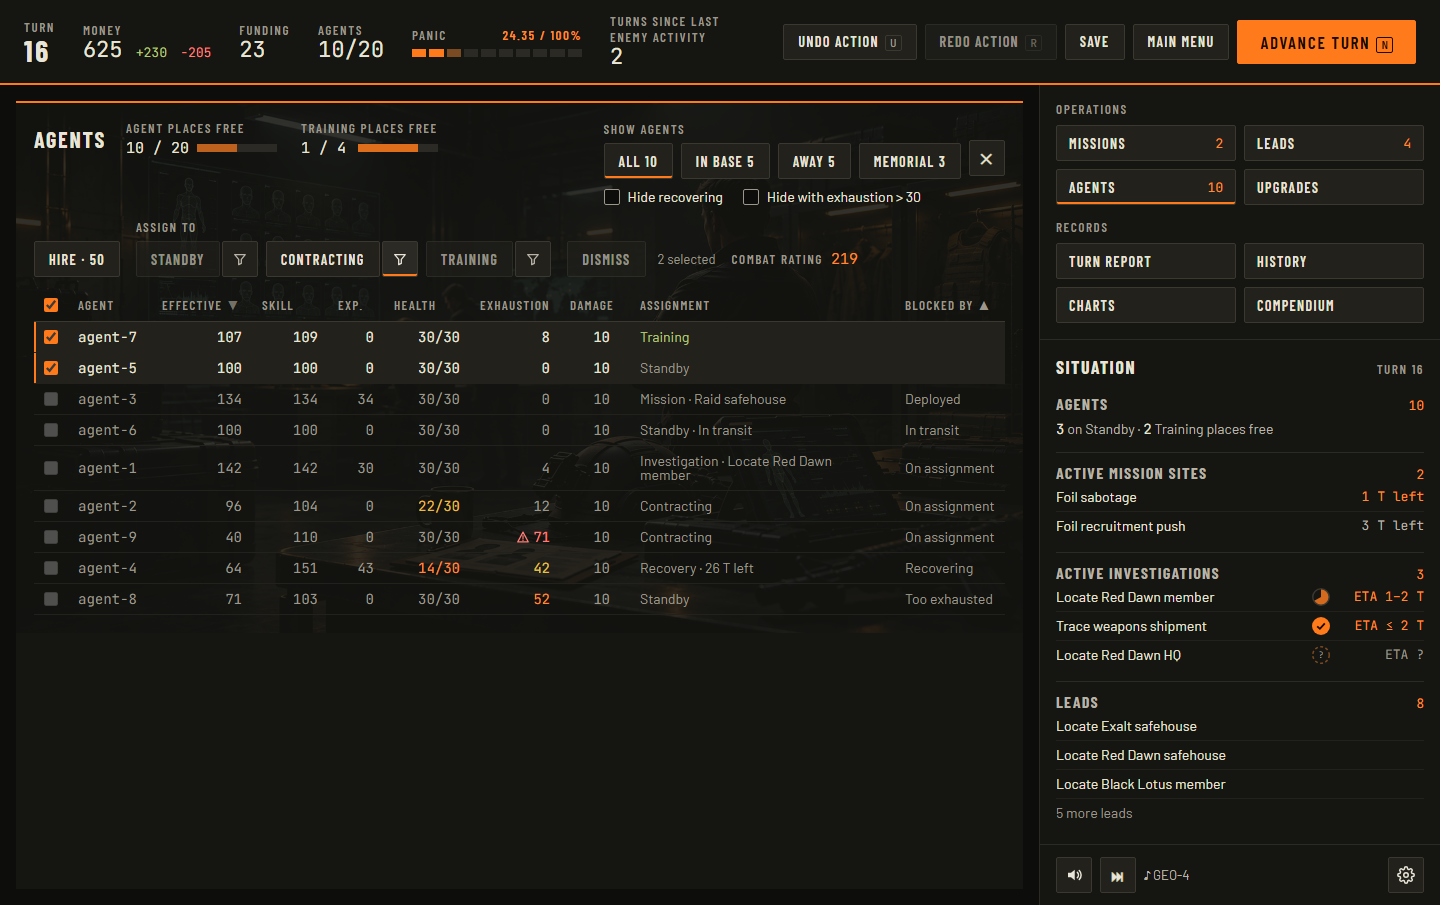 TURN
16
MONEY
625 +230 -205
FUNDING
23
AGENTS
10/20
PANIC 24.35 / 100%
TURNS SINCE LAST
ENEMY ACTIVITY
2
UNDO ACTION U
REDO ACTION R
SAVE
MAIN MENU
ADVANCE TURN N
AGENTS
AGENT PLACES FREE
10 / 20
TRAINING PLACES FREE
1 / 4
SHOW AGENTS
ALL 10
IN BASE 5
AWAY 5
MEMORIAL 3
Hide recovering
Hide with exhaustion > 30
ASSIGN TO
HIRE · 50
STANDBY
CONTRACTING
TRAINING
DISMISS
2 selected
COMBAT RATING 219
AGENT EFFECTIVE ▼ SKILL EXP. HEALTH EXHAUSTION DAMAGE ASSIGNMENT BLOCKED BY ▲
agent-7 107 109 0 30/30 8 10 Training
agent-5 100 100 0 30/30 0 10 Standby
agent-3 134 134 34 30/30 0 10 Mission · Raid safehouse Deployed
agent-6 100 100 0 30/30 0 10 Standby · In transit In transit
agent-1 142 142 30 30/30 4 10 Investigation · Locate Red Dawn
member On assignment
agent-2 96 104 0 22/30 12 10 Contracting On assignment
agent-9 40 110 0 30/30 71 10 Contracting On assignment
agent-4 64 151 43 14/30 42 10 Recovery · 26 T left Recovering
agent-8 71 103 0 30/30 52 10 Standby Too exhausted
OPERATIONS
MISSIONS 2
LEADS 4
AGENTS 10
UPGRADES
RECORDS
TURN REPORT
HISTORY
CHARTS
COMPENDIUM
SITUATION TURN 16
AGENTS 10
3 on Standby · 2 Training places free
ACTIVE MISSION SITES 2
Foil sabotage 1 T left
Foil recruitment push 3 T left
ACTIVE INVESTIGATIONS 3
Locate Red Dawn member ETA 1–2 T
Trace weapons shipment ETA ≤ 2 T
Locate Red Dawn HQ ? ETA ?
LEADS 8
Locate Exalt safehouse
Locate Red Dawn safehouse
Locate Black Lotus member
5 more leads
♪ GEO-4